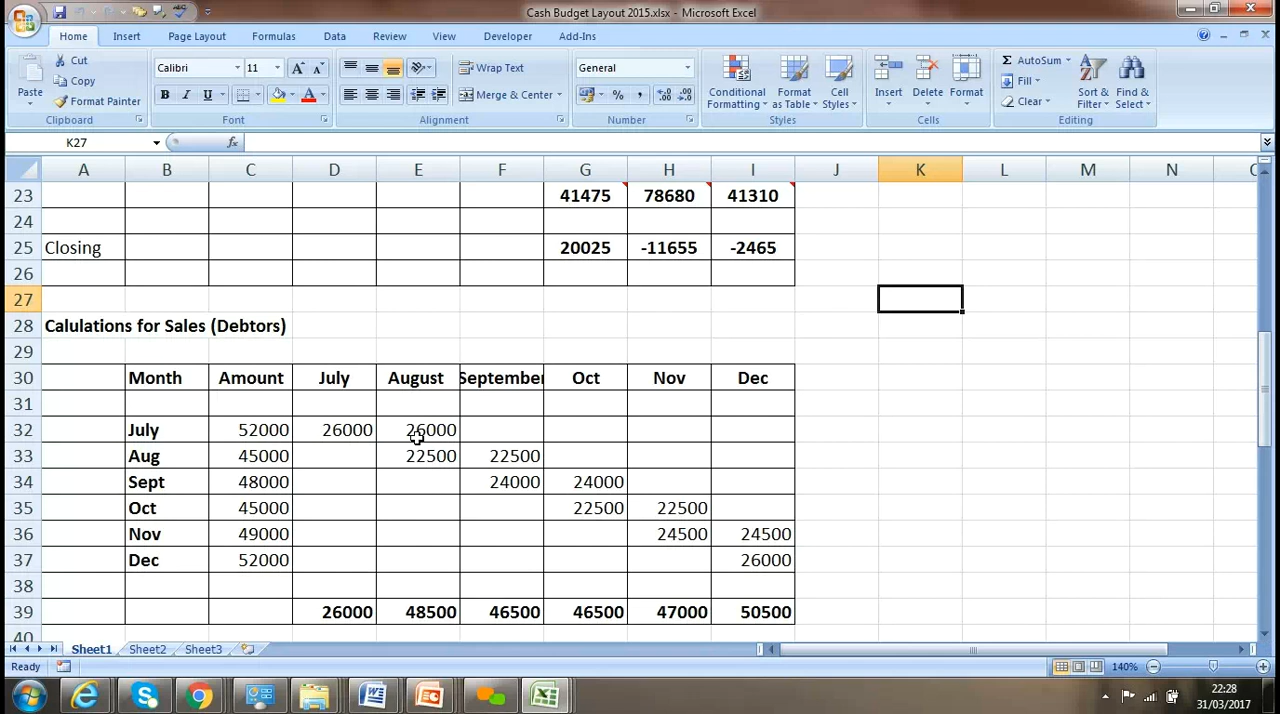 Cash Budget Layout 2015.xlsx - Microsoft Excel
Home Insert Page Layout Formulas Data Review View Developer Add-Ins
Paste Cut Copy Format Painter Clipboard
Calibri 11 A A B I U A Font
Wrap Text Merge & Center Alignment
General % , Number
Conditional Formatting Format as Table Cell Styles Styles
Insert Delete Format Cells
Σ AutoSum Fill Clear Sort & Filter Find & Select Editing
K27 fx
A B C D E F G H I J K L M N
23 41475 78680 41310
24
25 Closing 20025 -11655 -2465
26
27
28 Calulations for Sales (Debtors)
29
30 Month Amount July August September Oct Nov Dec
31
32 July 52000 26000 26000
33 Aug 45000 22500 22500
34 Sept 48000 24000 24000
35 Oct 45000 22500 22500
36 Nov 49000 24500 24500
37 Dec 52000 26000
38
39 26000 48500 46500 46500 47000 50500
40
Sheet1 Sheet2 Sheet3
Ready 140%
22:28
31/03/2017